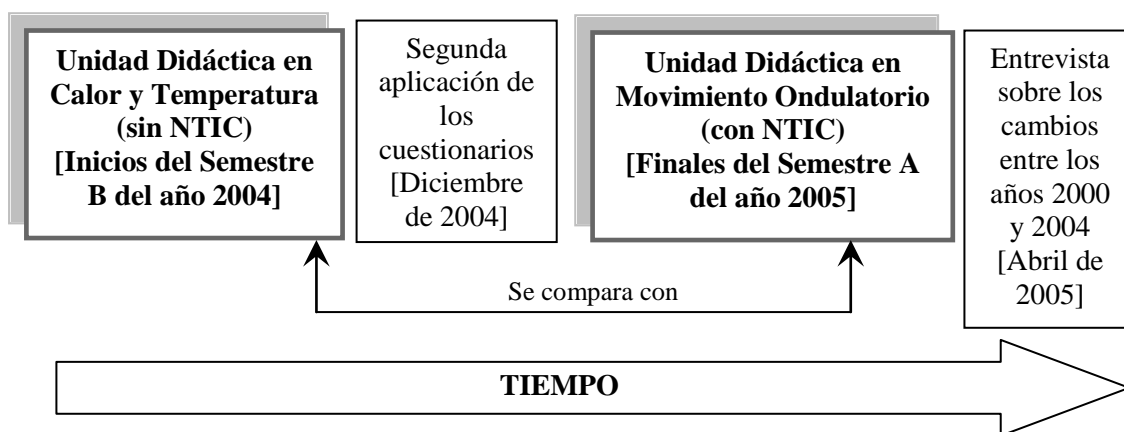 Unidad Didáctica en
Calor y Temperatura
(sin NTIC)
[Inicios del Semestre
B del año 2004]
Segunda
aplicación de
los
cuestionarios
[Diciembre
de 2004]
Unidad Didáctica en
Movimiento Ondulatorio
(con NTIC)
[Finales del Semestre A
del año 2005]
Entrevista
sobre los
cambios
entre los
años 2000
y 2004
[Abril de
2005]
Se compara con
TIEMPO